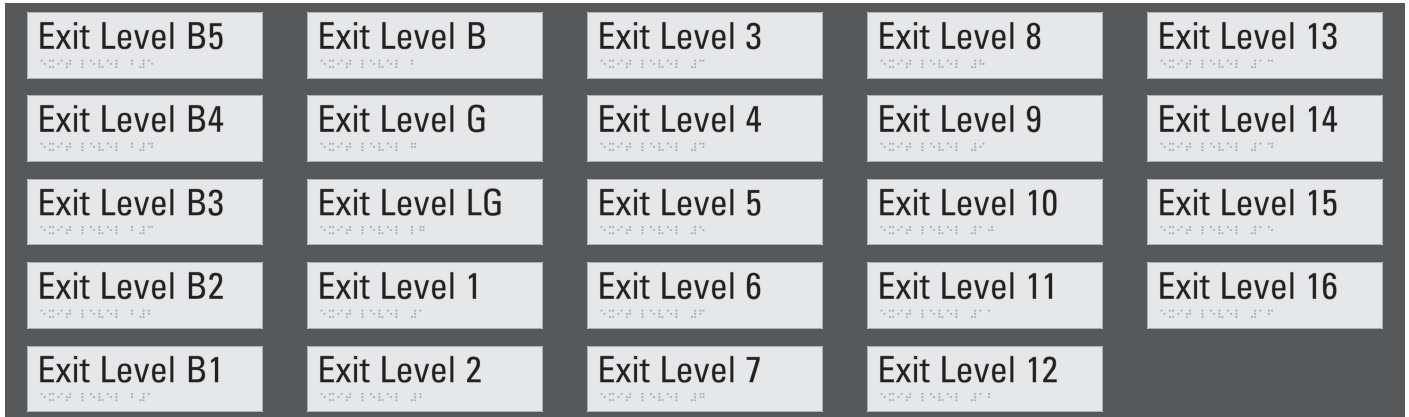 Exit Level B5
⠑⠭⠊⠞ ⠇⠑⠧⠑⠇ ⠃⠼⠑
Exit Level B4
⠑⠭⠊⠞ ⠇⠑⠧⠑⠇ ⠃⠼⠙
Exit Level B3
⠑⠭⠊⠞ ⠇⠑⠧⠑⠇ ⠃⠼⠉
Exit Level B2
⠑⠭⠊⠞ ⠇⠑⠧⠑⠇ ⠃⠼⠃
Exit Level B1
⠑⠭⠊⠞ ⠇⠑⠧⠑⠇ ⠃⠼⠁
Exit Level B
⠑⠭⠊⠞ ⠇⠑⠧⠑⠇ ⠃
Exit Level G
⠑⠭⠊⠞ ⠇⠑⠧⠑⠇ ⠛
Exit Level LG
⠑⠭⠊⠞ ⠇⠑⠧⠑⠇ ⠇⠛
Exit Level 1
⠑⠭⠊⠞ ⠇⠑⠧⠑⠇ ⠼⠁
Exit Level 2
⠑⠭⠊⠞ ⠇⠑⠧⠑⠇ ⠼⠃
Exit Level 3
⠑⠭⠊⠞ ⠇⠑⠧⠑⠇ ⠼⠉
Exit Level 4
⠑⠭⠊⠞ ⠇⠑⠧⠑⠇ ⠼⠙
Exit Level 5
⠑⠭⠊⠞ ⠇⠑⠧⠑⠇ ⠼⠑
Exit Level 6
⠑⠭⠊⠞ ⠇⠑⠧⠑⠇ ⠼⠋
Exit Level 7
⠑⠭⠊⠞ ⠇⠑⠧⠑⠇ ⠼⠛
Exit Level 8
⠑⠭⠊⠞ ⠇⠑⠧⠑⠇ ⠼⠓
Exit Level 9
⠑⠭⠊⠞ ⠇⠑⠧⠑⠇ ⠼⠊
Exit Level 10
⠑⠭⠊⠞ ⠇⠑⠧⠑⠇ ⠼⠁⠚
Exit Level 11
⠑⠭⠊⠞ ⠇⠑⠧⠑⠇ ⠼⠁⠁
Exit Level 12
⠑⠭⠊⠞ ⠇⠑⠧⠑⠇ ⠼⠁⠃
Exit Level 13
⠑⠭⠊⠞ ⠇⠑⠧⠑⠇ ⠼⠁⠉
Exit Level 14
⠑⠭⠊⠞ ⠇⠑⠧⠑⠇ ⠼⠁⠙
Exit Level 15
⠑⠭⠊⠞ ⠇⠑⠧⠑⠇ ⠼⠁⠑
Exit Level 16
⠑⠭⠊⠞ ⠇⠑⠧⠑⠇ ⠼⠁⠋